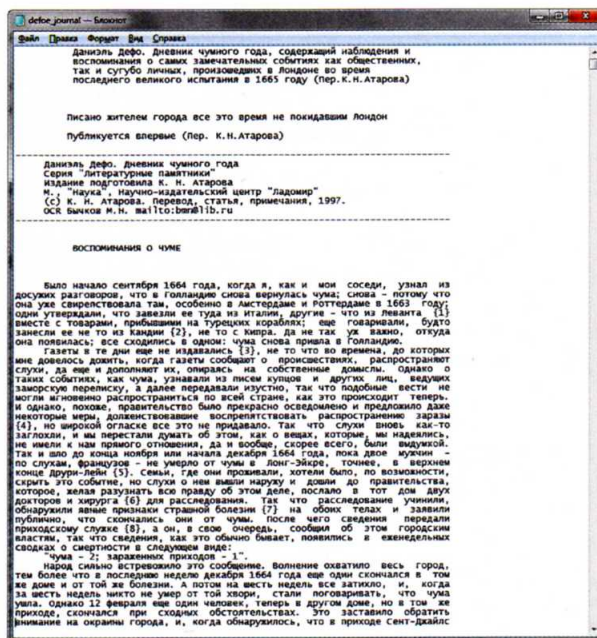 defoe_journal — Блокнот
Файл Правка Формат Вид Справка
Даниэль Дефо. Дневник чумного года, содержащий наблюдения и
воспоминания о самых замечательных событиях как общественных,
так и сугубо личных, произошедших в Лондоне во время
последнего великого испытания в 1665 году (Пер.К.Н.Атарова)
Писано жителем города все это время не покидавшим Лондон
Публикуется впервые (Пер. К.Н.Атарова)
Даниэль Дефо. Дневник чумного года
Серия "Литературные памятники"
Издание подготовила К. Н. Атарова
М., "Наука", Научно-издательский центр "Ладомир"
(c) К. Н. Атарова. Перевод, статья, примечания, 1997.
OCR Бычков М.Н. mailto:bmn@lib.ru
ВОСПОМИНАНИЯ О ЧУМЕ
Было начало сентября 1664 года, когда я, как и мои соседи, узнал из
досужих разговоров, что в Голландию снова вернулась чума; снова - потому что
она уже свирепствовала там, особенно в Амстердаме и Роттердаме в 1663 году;
одни утверждали, что завезли ее туда из Италии, другие - что из Леванта {1}
вместе с товарами, прибывшими на турецких кораблях; еще говаривали, будто
занесли ее не то из Кандии {2}, не то с Кипра. Да не так уж важно, откуда
она появилась; все сходились в одном: чума снова пришла в Голландию.
Газеты в те дни еще не издавались {3}, не то что во времена, до которых
мне довелось дожить, когда газеты сообщают о происшествиях, распространяют
слухи, да еще и дополняют их, опираясь на собственные домыслы. Однако о
таких событиях, как чума, узнавали из писем купцов и других лиц, ведущих
заморскую переписку, а далее передавали изустно, так что подобные вести не
могли мгновенно распространиться по всей стране, как это происходит теперь.
И однако, похоже, правительство было прекрасно осведомлено и предложило даже
некоторые меры, долженствовавшие воспрепятствовать распространению заразы
{4}, но широкой огласке все это не придавало. Так что слухи вновь как-то
заглохли, и мы перестали думать об этом, как о вещах, которые, мы надеялись,
не имели к нам прямого отношения, да и вообще, скорее всего, были выдумкой.
Так и шло до конца ноября или начала декабря 1664 года, пока двое мужчин -
по слухам, французов - не умерло от чумы в Лонг-Эйкре, точнее, в верхнем
конце Друри-Лейн {5}. Семьи, где они проживали, хотели было, по возможности,
скрыть это событие, но слухи о нем вышли наружу и дошли до правительства,
которое, желая разузнать всю правду об этом деле, послало в тот дом двух
докторов и хирурга {6} для расследования. Так что расследование учинили,
обнаружили явные признаки страшной болезни {7} на обоих телах и заявили
публично, что скончались они от чумы. После чего сведения передали
приходскому служке {8}, а он, в свою очередь, сообщил об этом городским
властям, так что сведения, как это обычно бывает, появились в еженедельных
сводках о смертности в следующем виде:
"Чума - 2; зараженных приходов - 1".
Народ сильно встревожило это сообщение. Волнение охватило весь город,
тем более что в последнюю неделю декабря 1664 года еще один скончался в том
же доме и от той же болезни. А потом на шесть недель все затихло, и, когда
за шесть недель никто не умер от той хвори, стали поговаривать, что чума
ушла. Однако 12 февраля еще один человек, теперь в другом доме, но в том же
приходе, скончался при сходных обстоятельствах. Это заставило обратить
внимание на окраины города, и, когда обнаружилось, что в приходе Сент-Джайлс